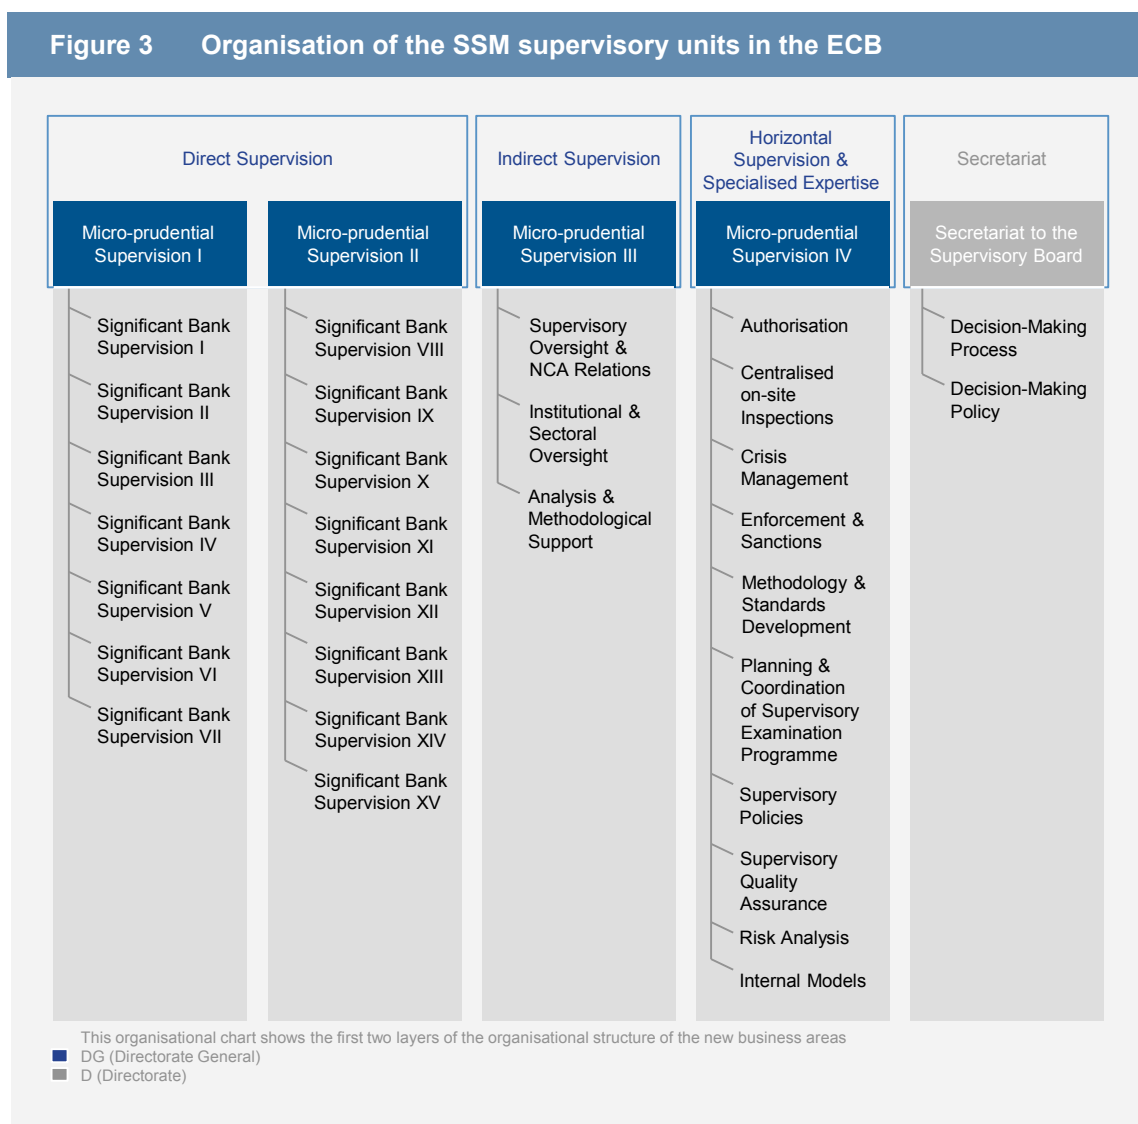 Figure 3 Organisation of the SSM supervisory units in the ECB
Direct Supervision
Micro-prudential
Supervision I
Significant Bank
Supervision I
Significant Bank
Supervision II
Significant Bank
Supervision III
Significant Bank
Supervision IV
Significant Bank
Supervision V
Significant Bank
Supervision VI
Significant Bank
Supervision VII
Micro-prudential
Supervision II
Significant Bank
Supervision VIII
Significant Bank
Supervision IX
Significant Bank
Supervision X
Significant Bank
Supervision XI
Significant Bank
Supervision XII
Significant Bank
Supervision XIII
Significant Bank
Supervision XIV
Significant Bank
Supervision XV
Indirect Supervision
Micro-prudential
Supervision III
Supervisory
Oversight &
NCA Relations
Institutional &
Sectoral
Oversight
Analysis &
Methodological
Support
Horizontal
Supervision &
Specialised Expertise
Micro-prudential
Supervision IV
Authorisation
Centralised
on-site
Inspections
Crisis
Management
Enforcement &
Sanctions
Methodology &
Standards
Development
Planning &
Coordination
of Supervisory
Examination
Programme
Supervisory
Policies
Supervisory
Quality
Assurance
Risk Analysis
Internal Models
Secretariat
Secretariat to the
Supervisory Board
Decision-Making
Process
Decision-Making
Policy
This organisational chart shows the first two layers of the organisational structure of the new business areas
DG (Directorate General)
D (Directorate)